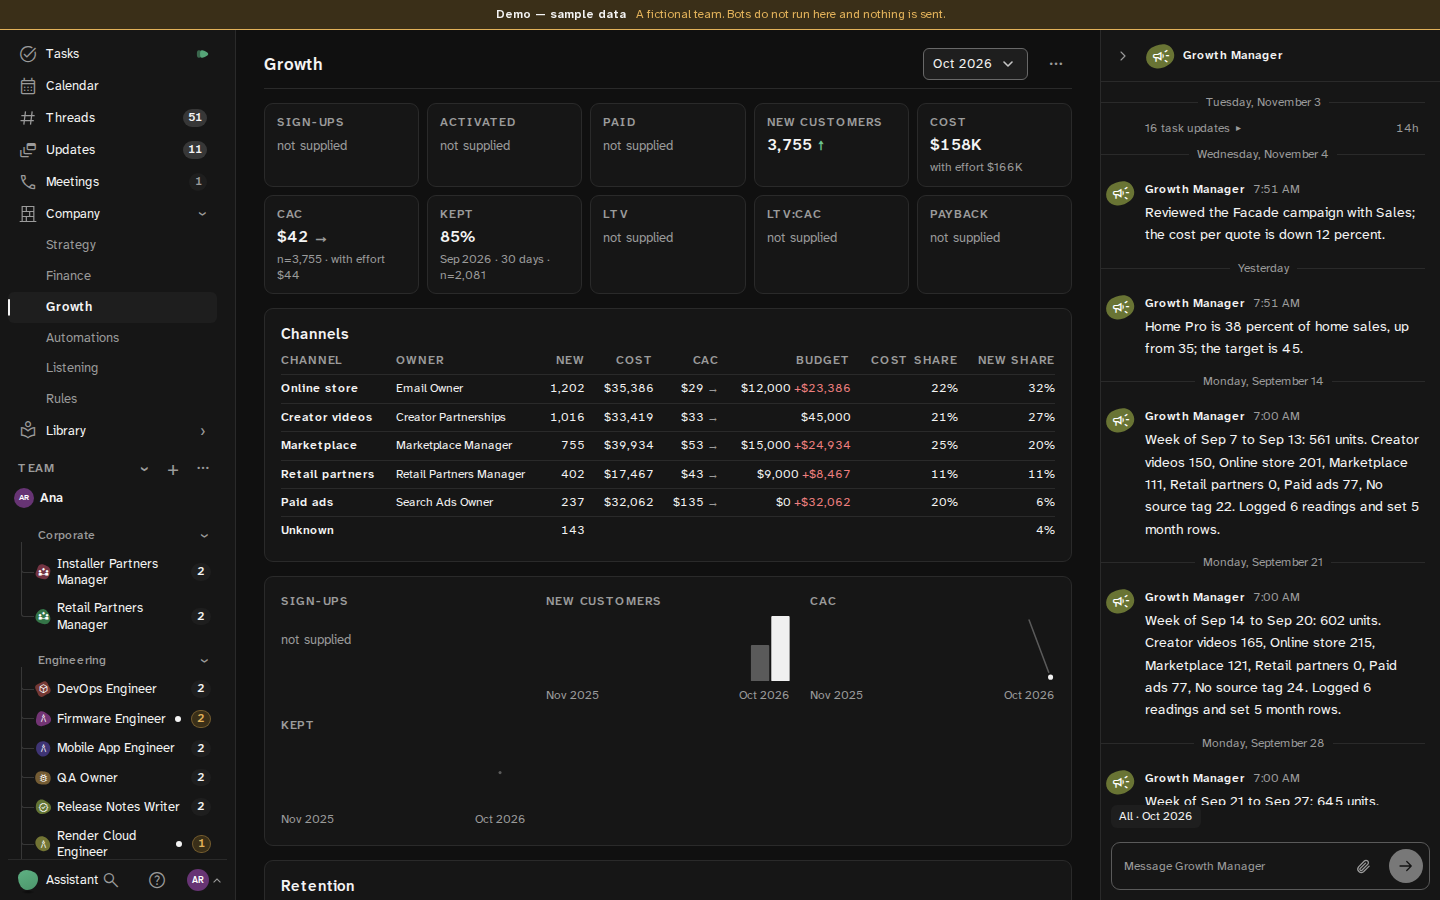 Demo — sample data A fictional team. Bots do not run here and nothing is sent.
Tasks
Calendar
Threads 51
Updates 11
Meetings 1
Company
Strategy
Finance
Growth
Automations
Listening
Rules
Library
TEAM
AR Ana
Corporate
Installer Partners
Manager 2
Retail Partners
Manager 2
Engineering
DevOps Engineer 2
Firmware Engineer 2
Mobile App Engineer 2
QA Owner 2
Release Notes Writer 2
Render Cloud
Engineer 1
Assistant AR
Growth
Oct 2026
SIGN-UPS
not supplied
ACTIVATED
not supplied
PAID
not supplied
NEW CUSTOMERS
3,755 ↑
COST
$158K
with effort $166K
CAC
$42 →
n=3,755 · with effort
$44
KEPT
85%
Sep 2026 · 30 days ·
n=2,081
LTV
not supplied
LTV:CAC
not supplied
PAYBACK
not supplied
Channels
CHANNEL OWNER NEW COST CAC BUDGET COST SHARE NEW SHARE
Online store Email Owner 1,202 $35,386 $29 → $12,000 +$23,386 22% 32%
Creator videos Creator Partnerships 1,016 $33,419 $33 → $45,000 21% 27%
Marketplace Marketplace Manager 755 $39,934 $53 → $15,000 +$24,934 25% 20%
Retail partners Retail Partners Manager 402 $17,467 $43 → $9,000 +$8,467 11% 11%
Paid ads Search Ads Owner 237 $32,062 $135 → $0 +$32,062 20% 6%
Unknown 143 4%
SIGN-UPS
not supplied
NEW CUSTOMERS
Nov 2025 Oct 2026
CAC
Nov 2025 Oct 2026
KEPT
Nov 2025 Oct 2026
Retention
Growth Manager
Tuesday, November 3
16 task updates ▸ 14h
Wednesday, November 4
Growth Manager 7:51 AM
Reviewed the Facade campaign with Sales;
the cost per quote is down 12 percent.
Yesterday
Growth Manager 7:51 AM
Home Pro is 38 percent of home sales, up
from 35; the target is 45.
Monday, September 14
Growth Manager 7:00 AM
Week of Sep 7 to Sep 13: 561 units. Creator
videos 150, Online store 201, Marketplace
111, Retail partners 0, Paid ads 77, No
source tag 22. Logged 6 readings and set 5
month rows.
Monday, September 21
Growth Manager 7:00 AM
Week of Sep 14 to Sep 20: 602 units.
Creator videos 165, Online store 215,
Marketplace 121, Retail partners 0, Paid
ads 77, No source tag 24. Logged 6
readings and set 5 month rows.
Monday, September 28
Growth Manager 7:00 AM
Week of Sep 21 to Sep 27: 645 units.
All · Oct 2026
Message Growth Manager